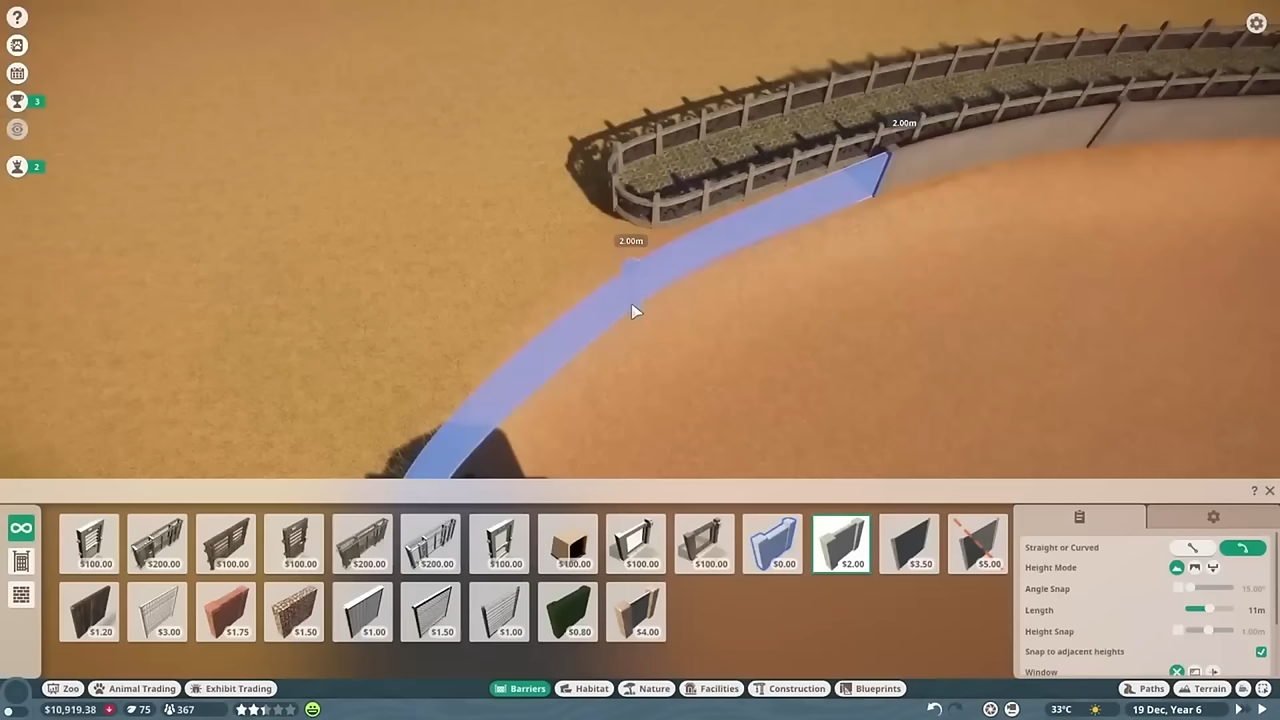 ?
3
2
2.00m
2.00m
? ✕
$100.00 $200.00 $100.00 $100.00 $200.00 $200.00 $100.00 $100.00 $100.00 $100.00 $0.00 $2.00 $3.50 $5.00
$1.20 $3.00 $1.75 $1.50 $1.00 $1.50 $1.00 $0.80 $4.00
Straight or Curved
Height Mode
Angle Snap 15.00°
Length 11m
Height Snap 1.00m
Snap to adjacent heights
Window
Zoo Animal Trading Exhibit Trading Barriers Habitat Nature Facilities Construction Blueprints Paths Terrain
$10,919.38 75 367 33°C 19 Dec, Year 6